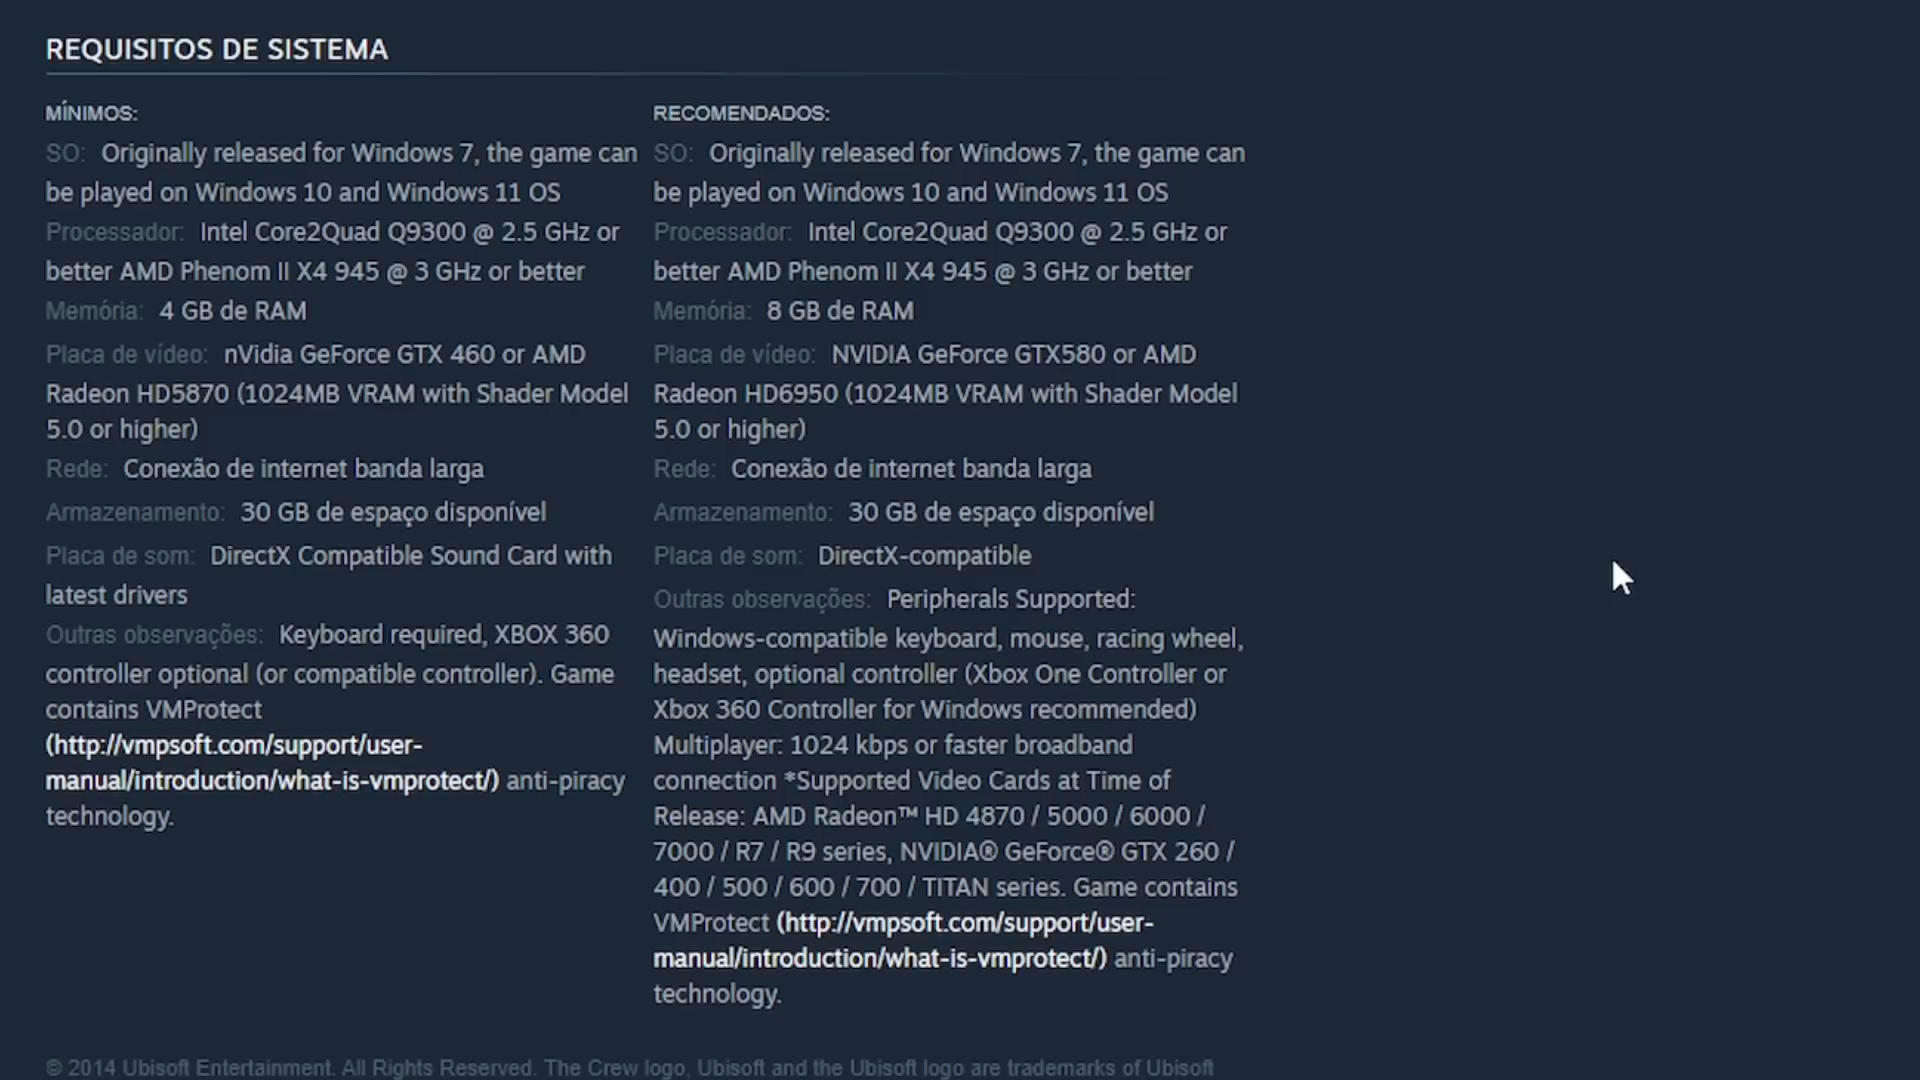 REQUISITOS DE SISTEMA
MÍNIMOS:
SO: Originally released for Windows 7, the game can
be played on Windows 10 and Windows 11 OS
Processador: Intel Core2Quad Q9300 @ 2.5 GHz or
better AMD Phenom II X4 945 @ 3 GHz or better
Memória: 4 GB de RAM
Placa de vídeo: nVidia GeForce GTX 460 or AMD
Radeon HD5870 (1024MB VRAM with Shader Model
5.0 or higher)
Rede: Conexão de internet banda larga
Armazenamento: 30 GB de espaço disponível
Placa de som: DirectX Compatible Sound Card with
latest drivers
Outras observações: Keyboard required, XBOX 360
controller optional (or compatible controller). Game
contains VMProtect
(http://vmpsoft.com/support/user-
manual/introduction/what-is-vmprotect/) anti-piracy
technology.
RECOMENDADOS:
SO: Originally released for Windows 7, the game can
be played on Windows 10 and Windows 11 OS
Processador: Intel Core2Quad Q9300 @ 2.5 GHz or
better AMD Phenom II X4 945 @ 3 GHz or better
Memória: 8 GB de RAM
Placa de vídeo: NVIDIA GeForce GTX580 or AMD
Radeon HD6950 (1024MB VRAM with Shader Model
5.0 or higher)
Rede: Conexão de internet banda larga
Armazenamento: 30 GB de espaço disponível
Placa de som: DirectX-compatible
Outras observações: Peripherals Supported:
Windows-compatible keyboard, mouse, racing wheel,
headset, optional controller (Xbox One Controller or
Xbox 360 Controller for Windows recommended)
Multiplayer: 1024 kbps or faster broadband
connection *Supported Video Cards at Time of
Release: AMD Radeon™ HD 4870 / 5000 / 6000 /
7000 / R7 / R9 series, NVIDIA® GeForce® GTX 260 /
400 / 500 / 600 / 700 / TITAN series. Game contains
VMProtect (http://vmpsoft.com/support/user-
manual/introduction/what-is-vmprotect/) anti-piracy
technology.
© 2014 Ubisoft Entertainment. All Rights Reserved. The Crew logo, Ubisoft and the Ubisoft logo are trademarks of Ubisoft